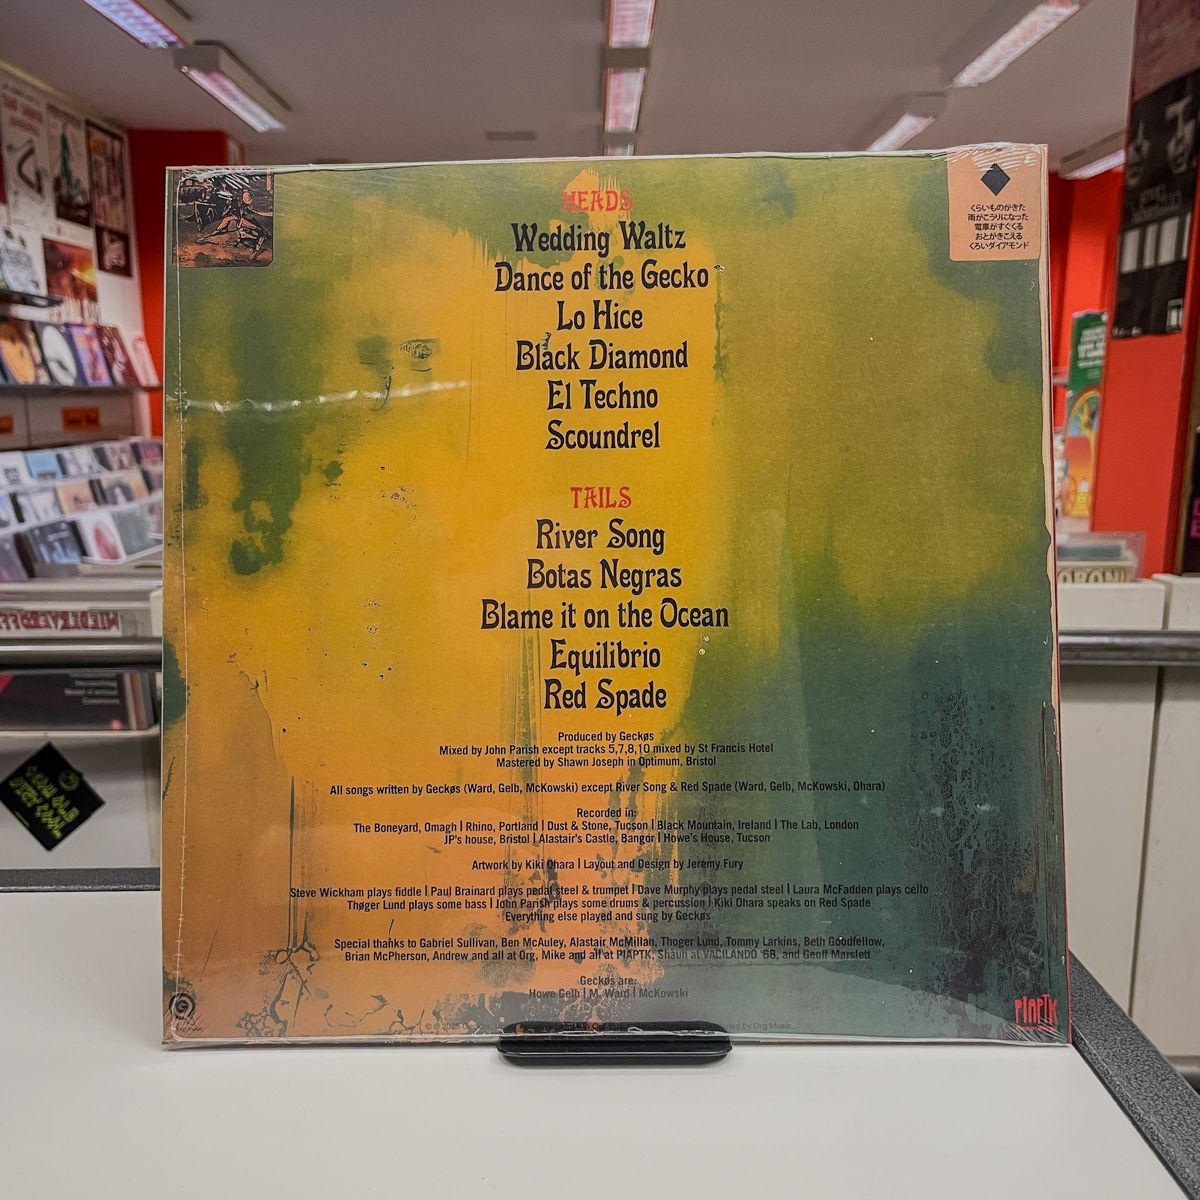 HEADS
Wedding Waltz
Dance of the Gecko
Lo Hice
Black Diamond
El Techno
Scoundrel
TAILS
River Song
Botas Negras
Blame it on the Ocean
Equilibrio
Red Spade
Produced by Geckøs
Mixed by John Parish except tracks 5,7,8,10 mixed by St Francis Hotel
Mastered by Shawn Joseph in Optimum, Bristol
All songs written by Geckøs (Ward, Gelb, McKowski) except River Song & Red Spade (Ward, Gelb, McKowski, Ohara)
Recorded in:
The Boneyard, Omagh | Rhino, Portland | Dust & Stone, Tucson | Black Mountain, Ireland | The Lab, London
JP's house, Bristol | Alastair's Castle, Bangor | Howe's House, Tucson
Artwork by Kiki Ohara | Layout and Design by Jeremy Fury
Steve Wickham plays fiddle | Paul Brainard plays pedal steel & trumpet | Dave Murphy plays pedal steel | Laura McFadden plays cello
Thøger Lund plays some bass | John Parish plays some drums & percussion | Kiki Ohara speaks on Red Spade
Everything else played and sung by Geckøs
Special thanks to Gabriel Sullivan, Ben McAuley, Alastair McMillan, Thoger Lund, Tommy Larkins, Beth Goodfellow,
Brian McPherson, Andrew and all at Org, Mike and all at PIAPTK, Shaun at VACILANDO '68, and Geoff Marslett
Geckøs are:
Howe Gelb | M. Ward | McKowski
くらいものがきた
雨がこうりになった
電車がすぐくる
おとがきこえる
くろいダイアモンド
PIAPTK